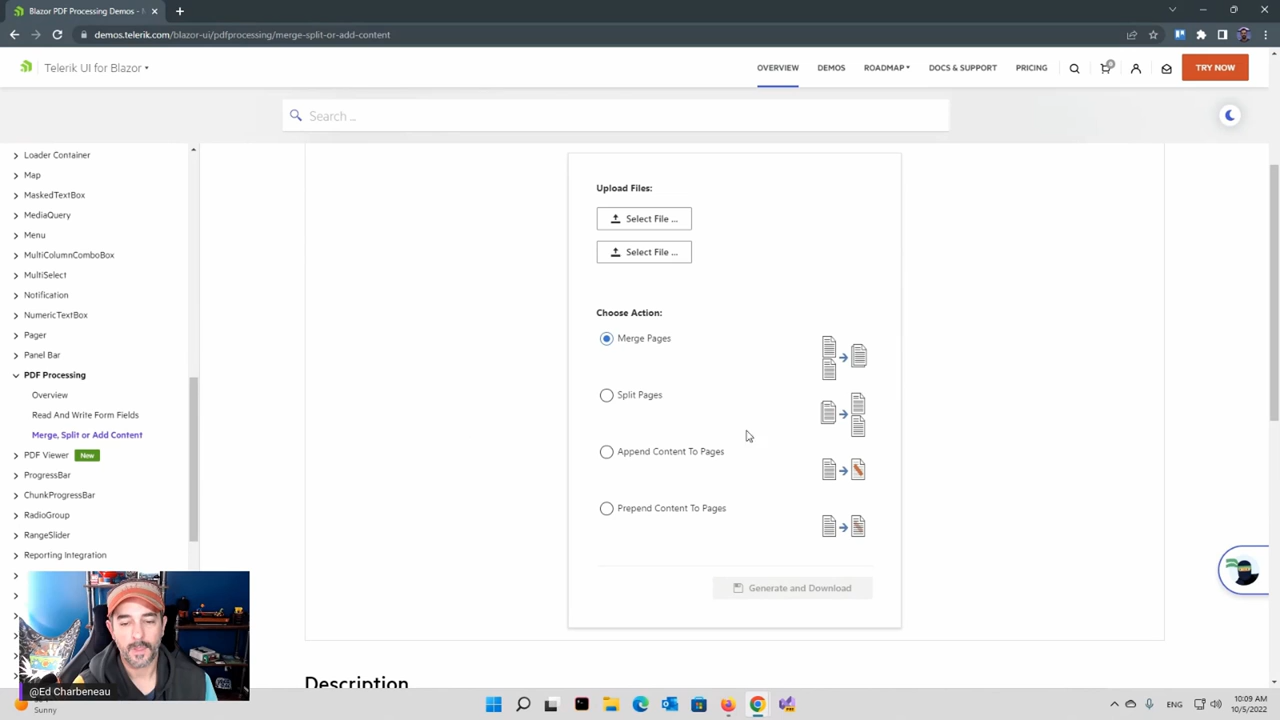 Blazor PDF Processing Demos -
demos.telerik.com/blazor-ui/pdfprocessing/merge-split-or-add-content
Telerik UI for Blazor
OVERVIEW
DEMOS
ROADMAP
DOCS & SUPPORT
PRICING
0
TRY NOW
Search ...
Loader Container
Map
MaskedTextBox
MediaQuery
Menu
MultiColumnComboBox
MultiSelect
Notification
NumericTextBox
Pager
Panel Bar
PDF Processing
Overview
Read And Write Form Fields
Merge, Split or Add Content
PDF Viewer New
ProgressBar
ChunkProgressBar
RadioGroup
RangeSlider
Reporting Integration
Upload Files:
Select File ...
Select File ...
Choose Action:
Merge Pages
Split Pages
Append Content To Pages
Prepend Content To Pages
Generate and Download
Description
@Ed Charbeneau
Sunny
ENG
10:09 AM
10/5/2022